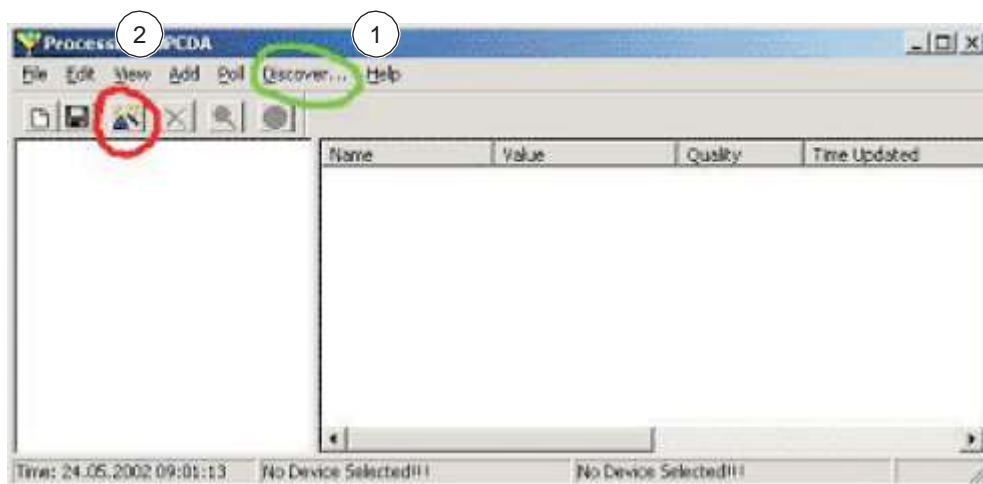 2 1
Process PCDA
File Edit View Add Poll Discover... Help
Name Value Quality Time Updated
Time: 24.05.2002 09:01:13 No Device Selected!!! No Device Selected!!!